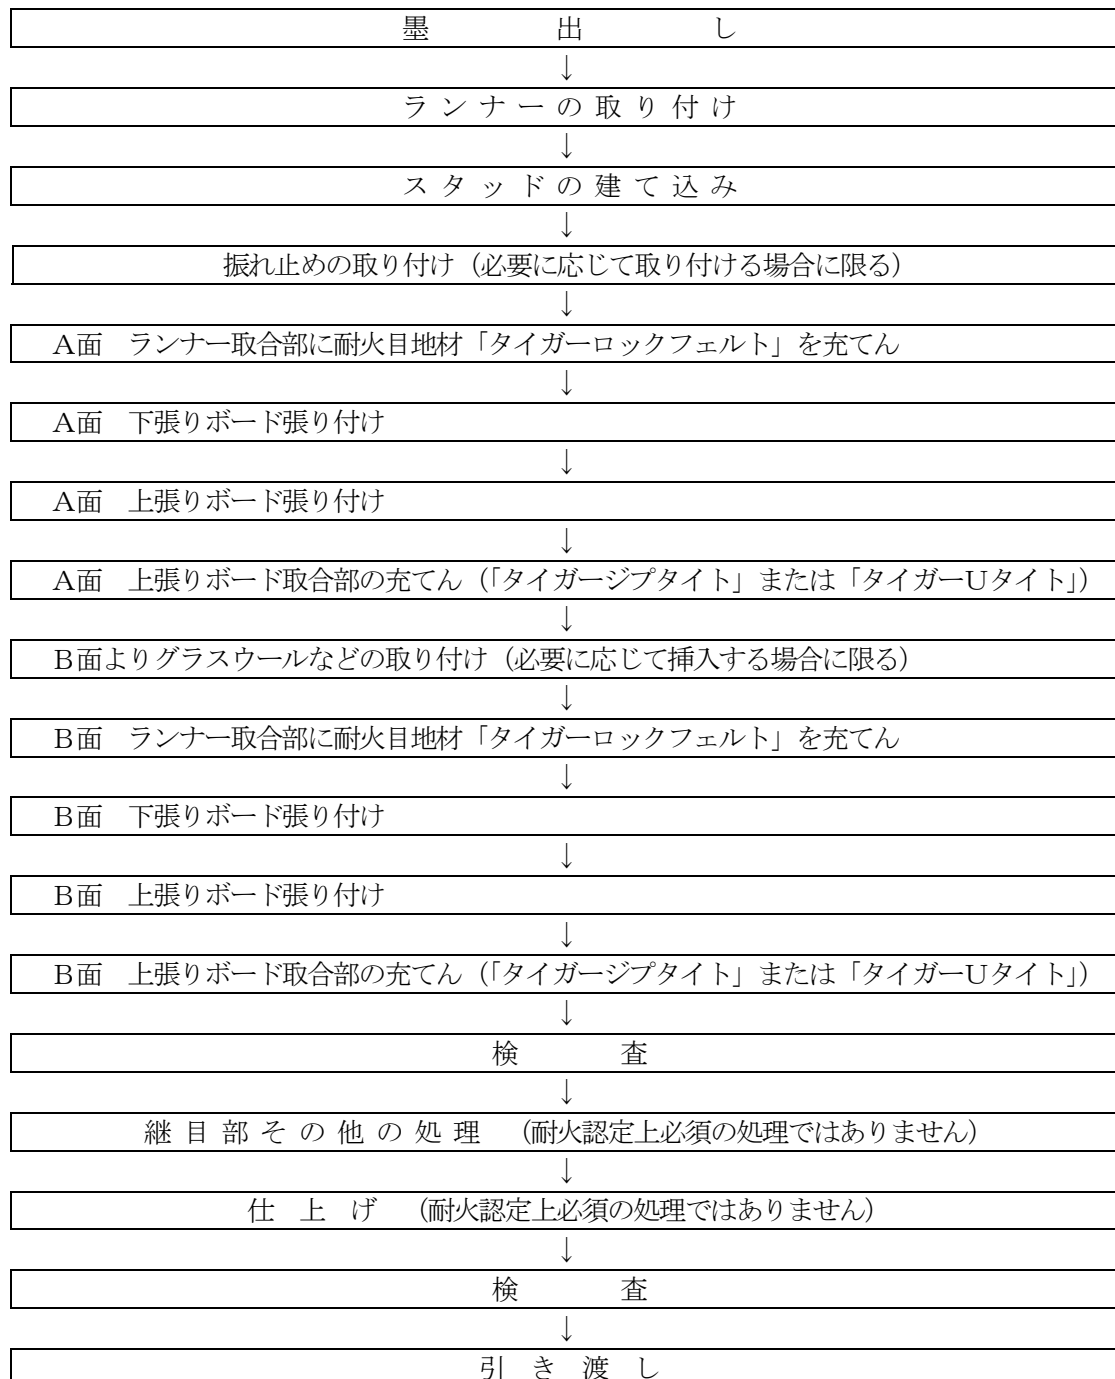 墨出し
↓
ランナーの取り付け
↓
スタッドの建て込み
↓
振れ止めの取り付け（必要に応じて取り付ける場合に限る）
↓
A面　ランナー取合部に耐火目地材「タイガーロックフェルト」を充てん
↓
A面　下張りボード張り付け
↓
A面　上張りボード張り付け
↓
A面　上張りボード取合部の充てん（「タイガージプタイト」または「タイガーUタイト」）
↓
B面よりグラスウールなどの取り付け（必要に応じて挿入する場合に限る）
↓
B面　ランナー取合部に耐火目地材「タイガーロックフェルト」を充てん
↓
B面　下張りボード張り付け
↓
B面　上張りボード張り付け
↓
B面　上張りボード取合部の充てん（「タイガージプタイト」または「タイガーUタイト」）
↓
検査
↓
継目部その他の処理　（耐火認定上必須の処理ではありません）
↓
仕上げ　（耐火認定上必須の処理ではありません）
↓
検査
↓
引き渡し